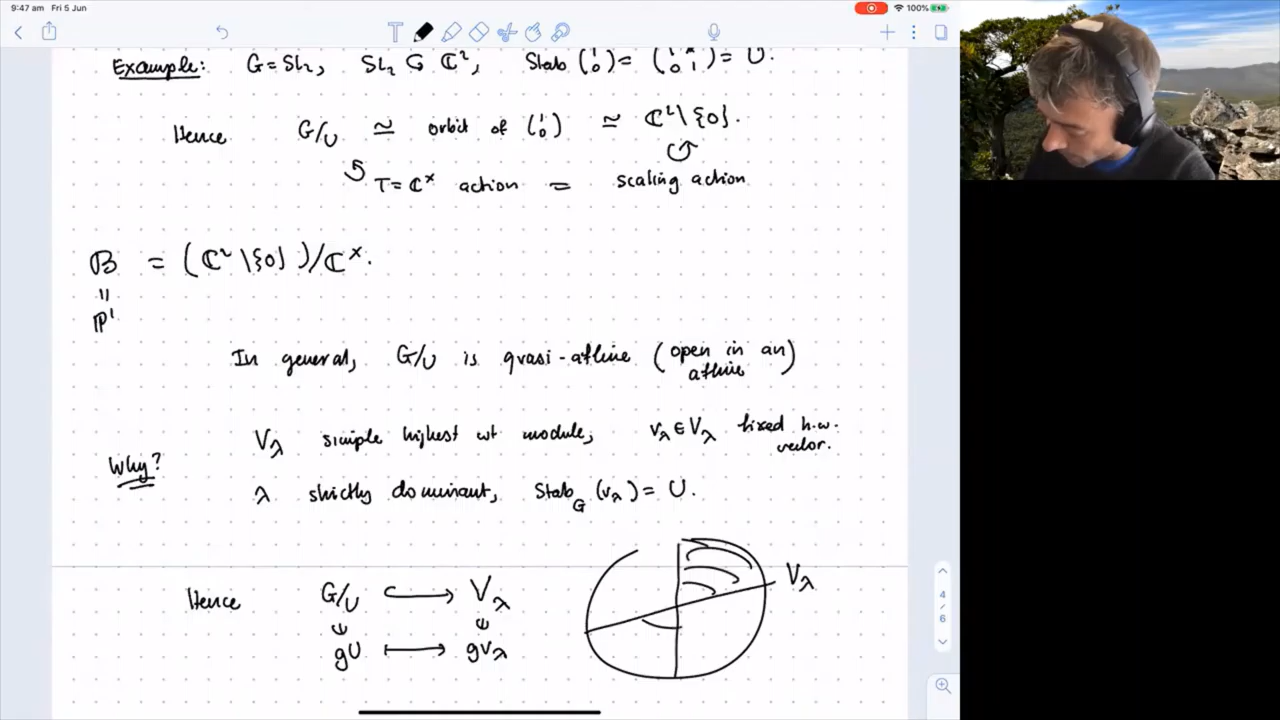 9:47 am Fri 5 Jun
100%
Example: G = SL₂, SL₂ ↻ ℂ², Stab (1 0) = (1 * 0 1) = U.
Hence G/U ≃ orbit of (1 0) ≃ ℂ² \ {0}.
T = ℂˣ action = scaling action
B = (ℂ² \ {0}) / ℂˣ.
"
ℙ¹
In general, G/U is quasi-affine (open in an affine)
Why?
V_λ simple highest wt module, v_λ ∈ V_λ fixed h.w. vector.
λ strictly dominant, Stab_G (v_λ) = U.
Hence G/U ↪ V_λ
V_λ
gU ↦ gv_λ
4
/
6